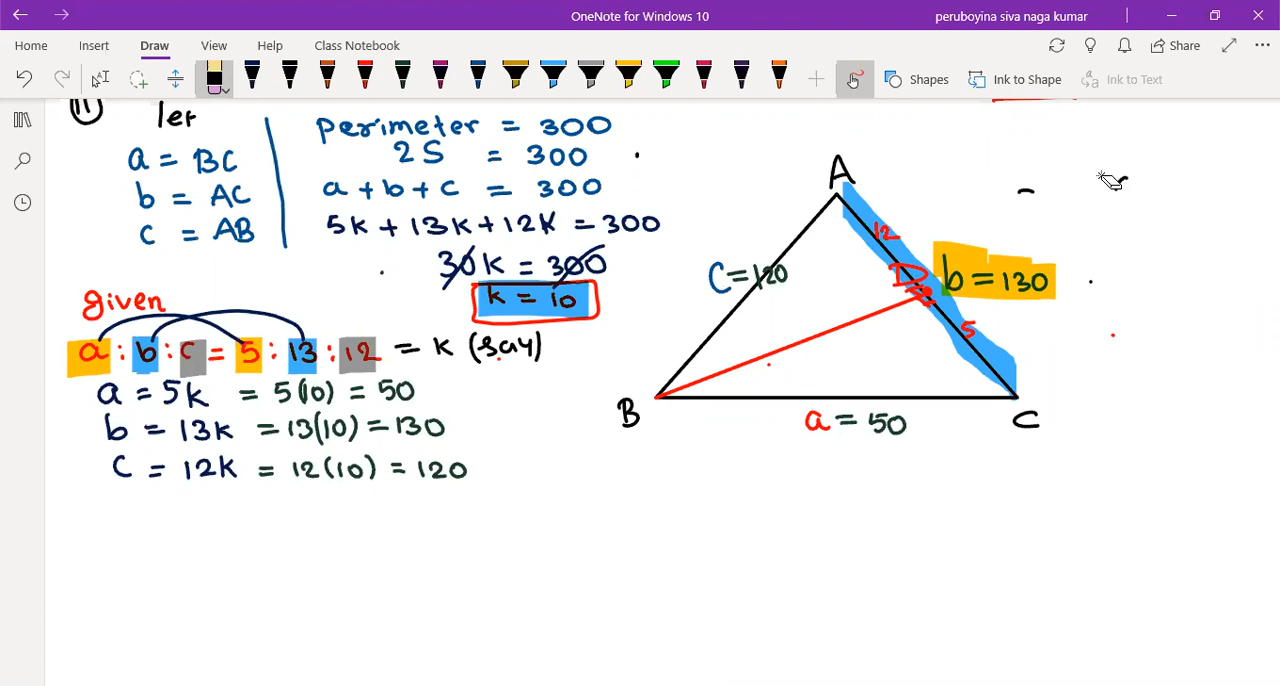 OneNote for Windows 10
peruboyina siva naga kumar
Home Insert Draw View Help Class Notebook
Share
Shapes
Ink to Shape
Ink to Text
11
let
a = BC
b = AC
c = AB
perimeter = 300
2S = 300
a + b + c = 300
5k + 13k + 12k = 300
30k = 300
k = 10
given
a : b : c = 5 : 13 : 12 = k (say)
a = 5k = 5(10) = 50
b = 13k = 13(10) = 130
c = 12k = 12(10) = 120
A
12
D
c = 120
b = 130
5
B
a = 50
C